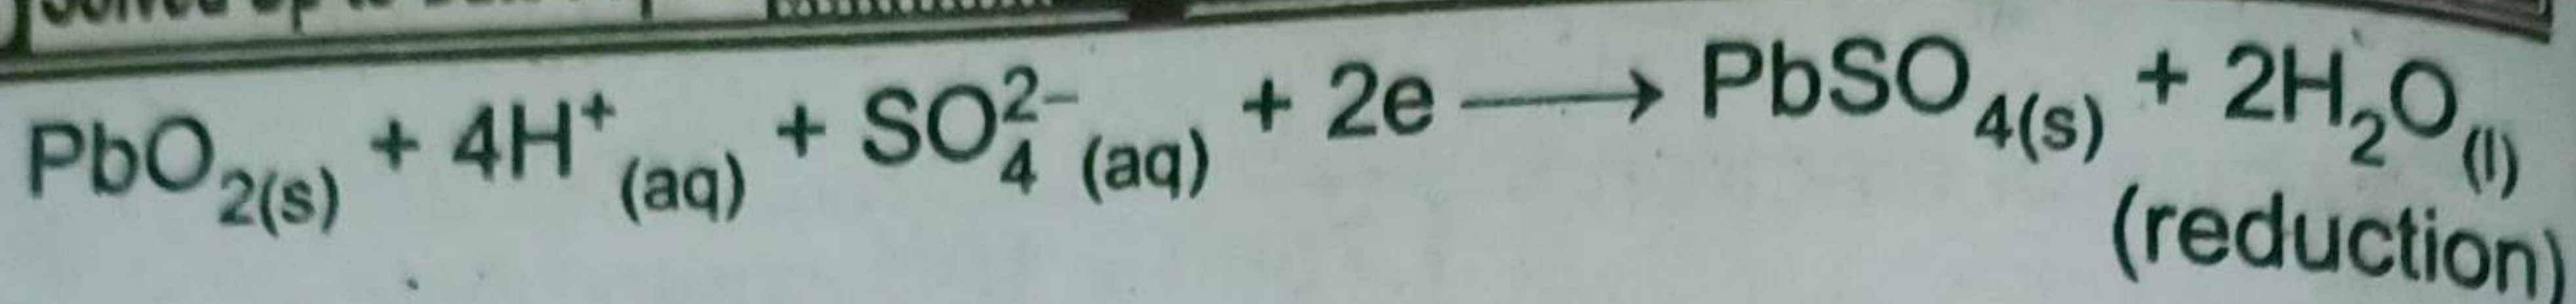 PbO₂(s) + 4H⁺(aq) + SO₄²⁻(aq) + 2e ⟶ PbSO₄(s) + 2H₂O(l)
(reduction)